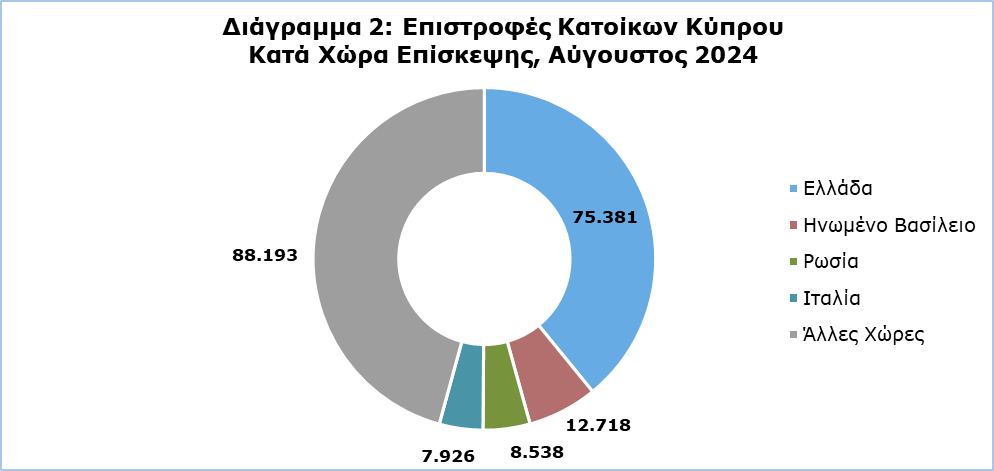 Διάγραμμα 2: Επιστροφές Κατοίκων Κύπρου
Κατά Χώρα Επίσκεψης, Αύγουστος 2024
75.381
12.718
8.538
7.926
88.193
Ελλάδα
Ηνωμένο Βασίλειο
Ρωσία
Ιταλία
Άλλες Χώρες